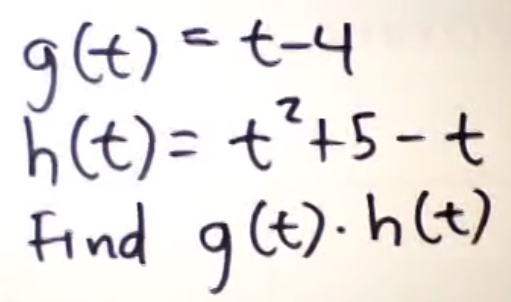 g(t) = t-4
h(t) = t²+5-t
Find g(t)·h(t)